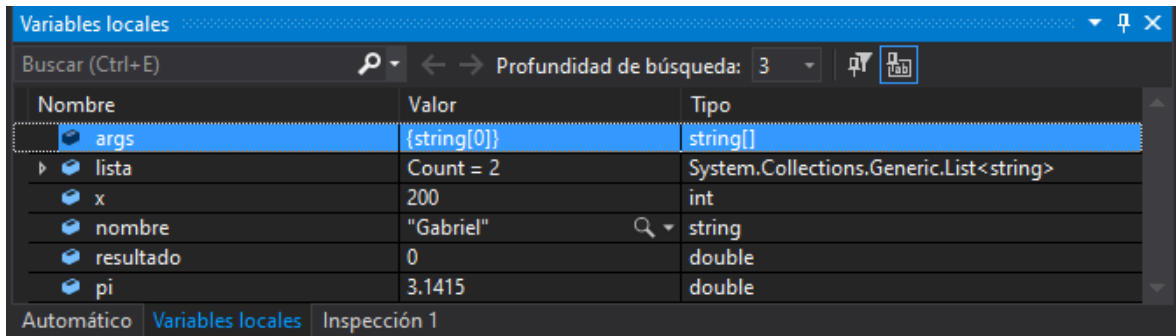 Variables locales
Buscar (Ctrl+E) Profundidad de búsqueda: 3
Nombre Valor Tipo
args {string[0]} string[]
lista Count = 2 System.Collections.Generic.List<string>
x 200 int
nombre "Gabriel" string
resultado 0 double
pi 3.1415 double
Automático Variables locales Inspección 1